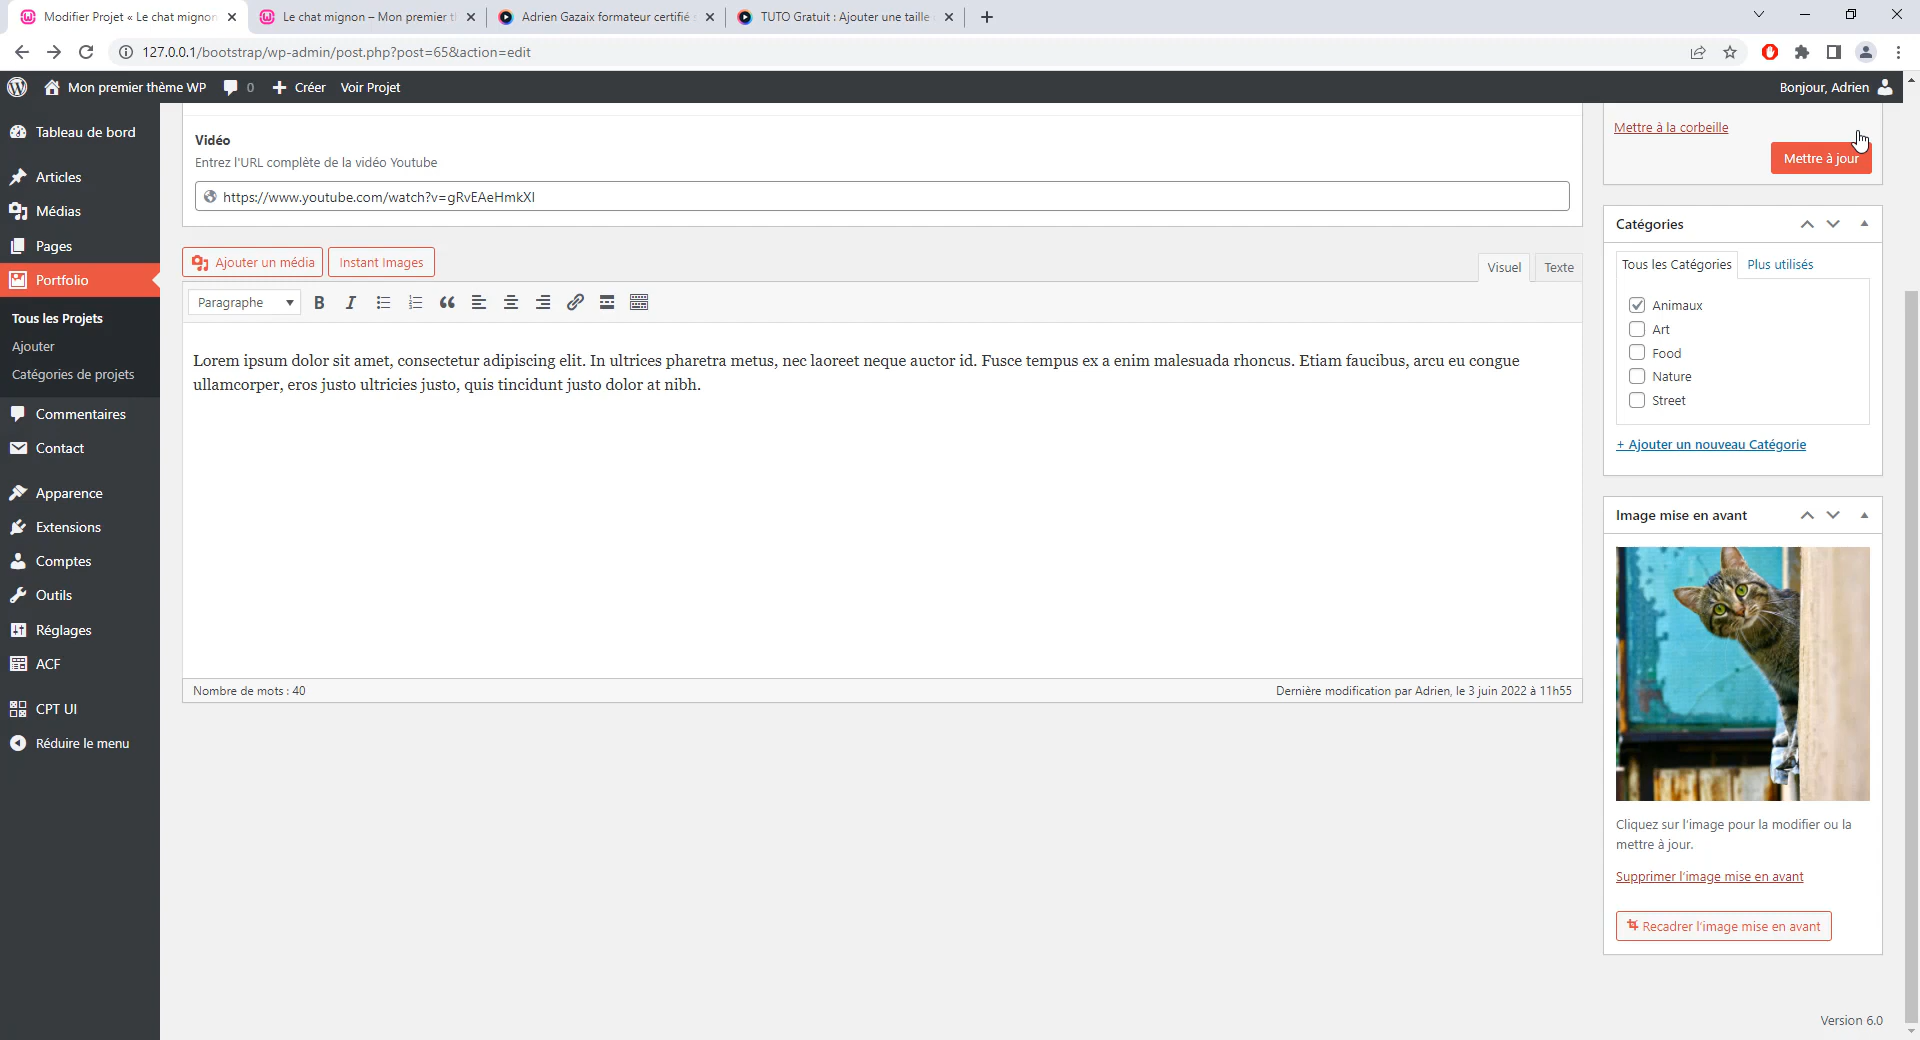 Modifier Projet « Le chat mignon
Le chat mignon – Mon premier t
Adrien Gazaix formateur certifié
TUTO Gratuit : Ajouter une taille
127.0.0.1/bootstrap/wp-admin/post.php?post=65&action=edit
Mon premier thème WP
0
Créer
Voir Projet
Bonjour, Adrien
Tableau de bord
Articles
Médias
Pages
Portfolio
Tous les Projets
Ajouter
Catégories de projets
Commentaires
Contact
Apparence
Extensions
Comptes
Outils
Réglages
ACF
CPT UI
Réduire le menu
Vidéo
Entrez l'URL complète de la vidéo Youtube
https://www.youtube.com/watch?v=gRvEAeHmkXI
Ajouter un média
Instant Images
Visuel
Texte
Paragraphe
B I
Lorem ipsum dolor sit amet, consectetur adipiscing elit. In ultrices pharetra metus, nec laoreet neque auctor id. Fusce tempus ex a enim malesuada rhoncus. Etiam faucibus, arcu eu congue
ullamcorper, eros justo ultricies justo, quis tincidunt justo dolor at nibh.
Nombre de mots : 40
Dernière modification par Adrien, le 3 juin 2022 à 11h55
Mettre à la corbeille
Mettre à jour
Catégories
Tous les Catégories
Plus utilisés
Animaux
Art
Food
Nature
Street
+ Ajouter un nouveau Catégorie
Image mise en avant
Cliquez sur l'image pour la modifier ou la
mettre à jour.
Supprimer l'image mise en avant
Recadrer l'image mise en avant
Version 6.0